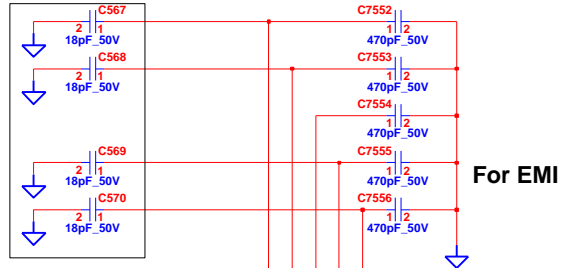 C567
2 1
18pF_50V
C7552
1 2
470pF_50V
C568
2 1
18pF_50V
C7553
1 2
470pF_50V
C7554
1 2
470pF_50V
C569
2 1
18pF_50V
C7555
1 2
470pF_50V
For EMI
C570
2 1
18pF_50V
C7556
1 2
470pF_50V